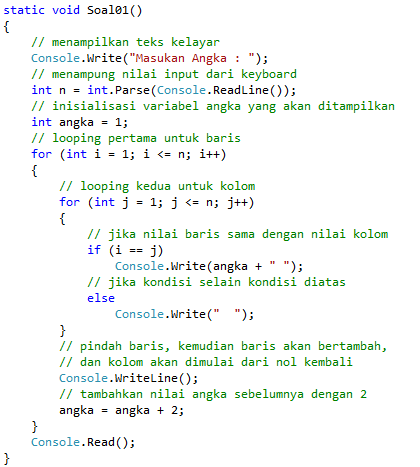 static void Soal01()
{
    // menampilkan teks kelayar
    Console.Write("Masukan Angka : ");
    // menampung nilai input dari keyboard
    int n = int.Parse(Console.ReadLine());
    // inisialisasi variabel angka yang akan ditampilkan
    int angka = 1;
    // looping pertama untuk baris
    for (int i = 1; i <= n; i++)
    {
        // looping kedua untuk kolom
        for (int j = 1; j <= n; j++)
        {
            // jika nilai baris sama dengan nilai kolom
            if (i == j)
                Console.Write(angka + " ");
            // jika kondisi selain kondisi diatas
            else
                Console.Write("  ");
        }
        // pindah baris, kemudian baris akan bertambah,
        // dan kolom akan dimulai dari nol kembali
        Console.WriteLine();
        // tambahkan nilai angka sebelumnya dengan 2
        angka = angka + 2;
    }
    Console.Read();
}